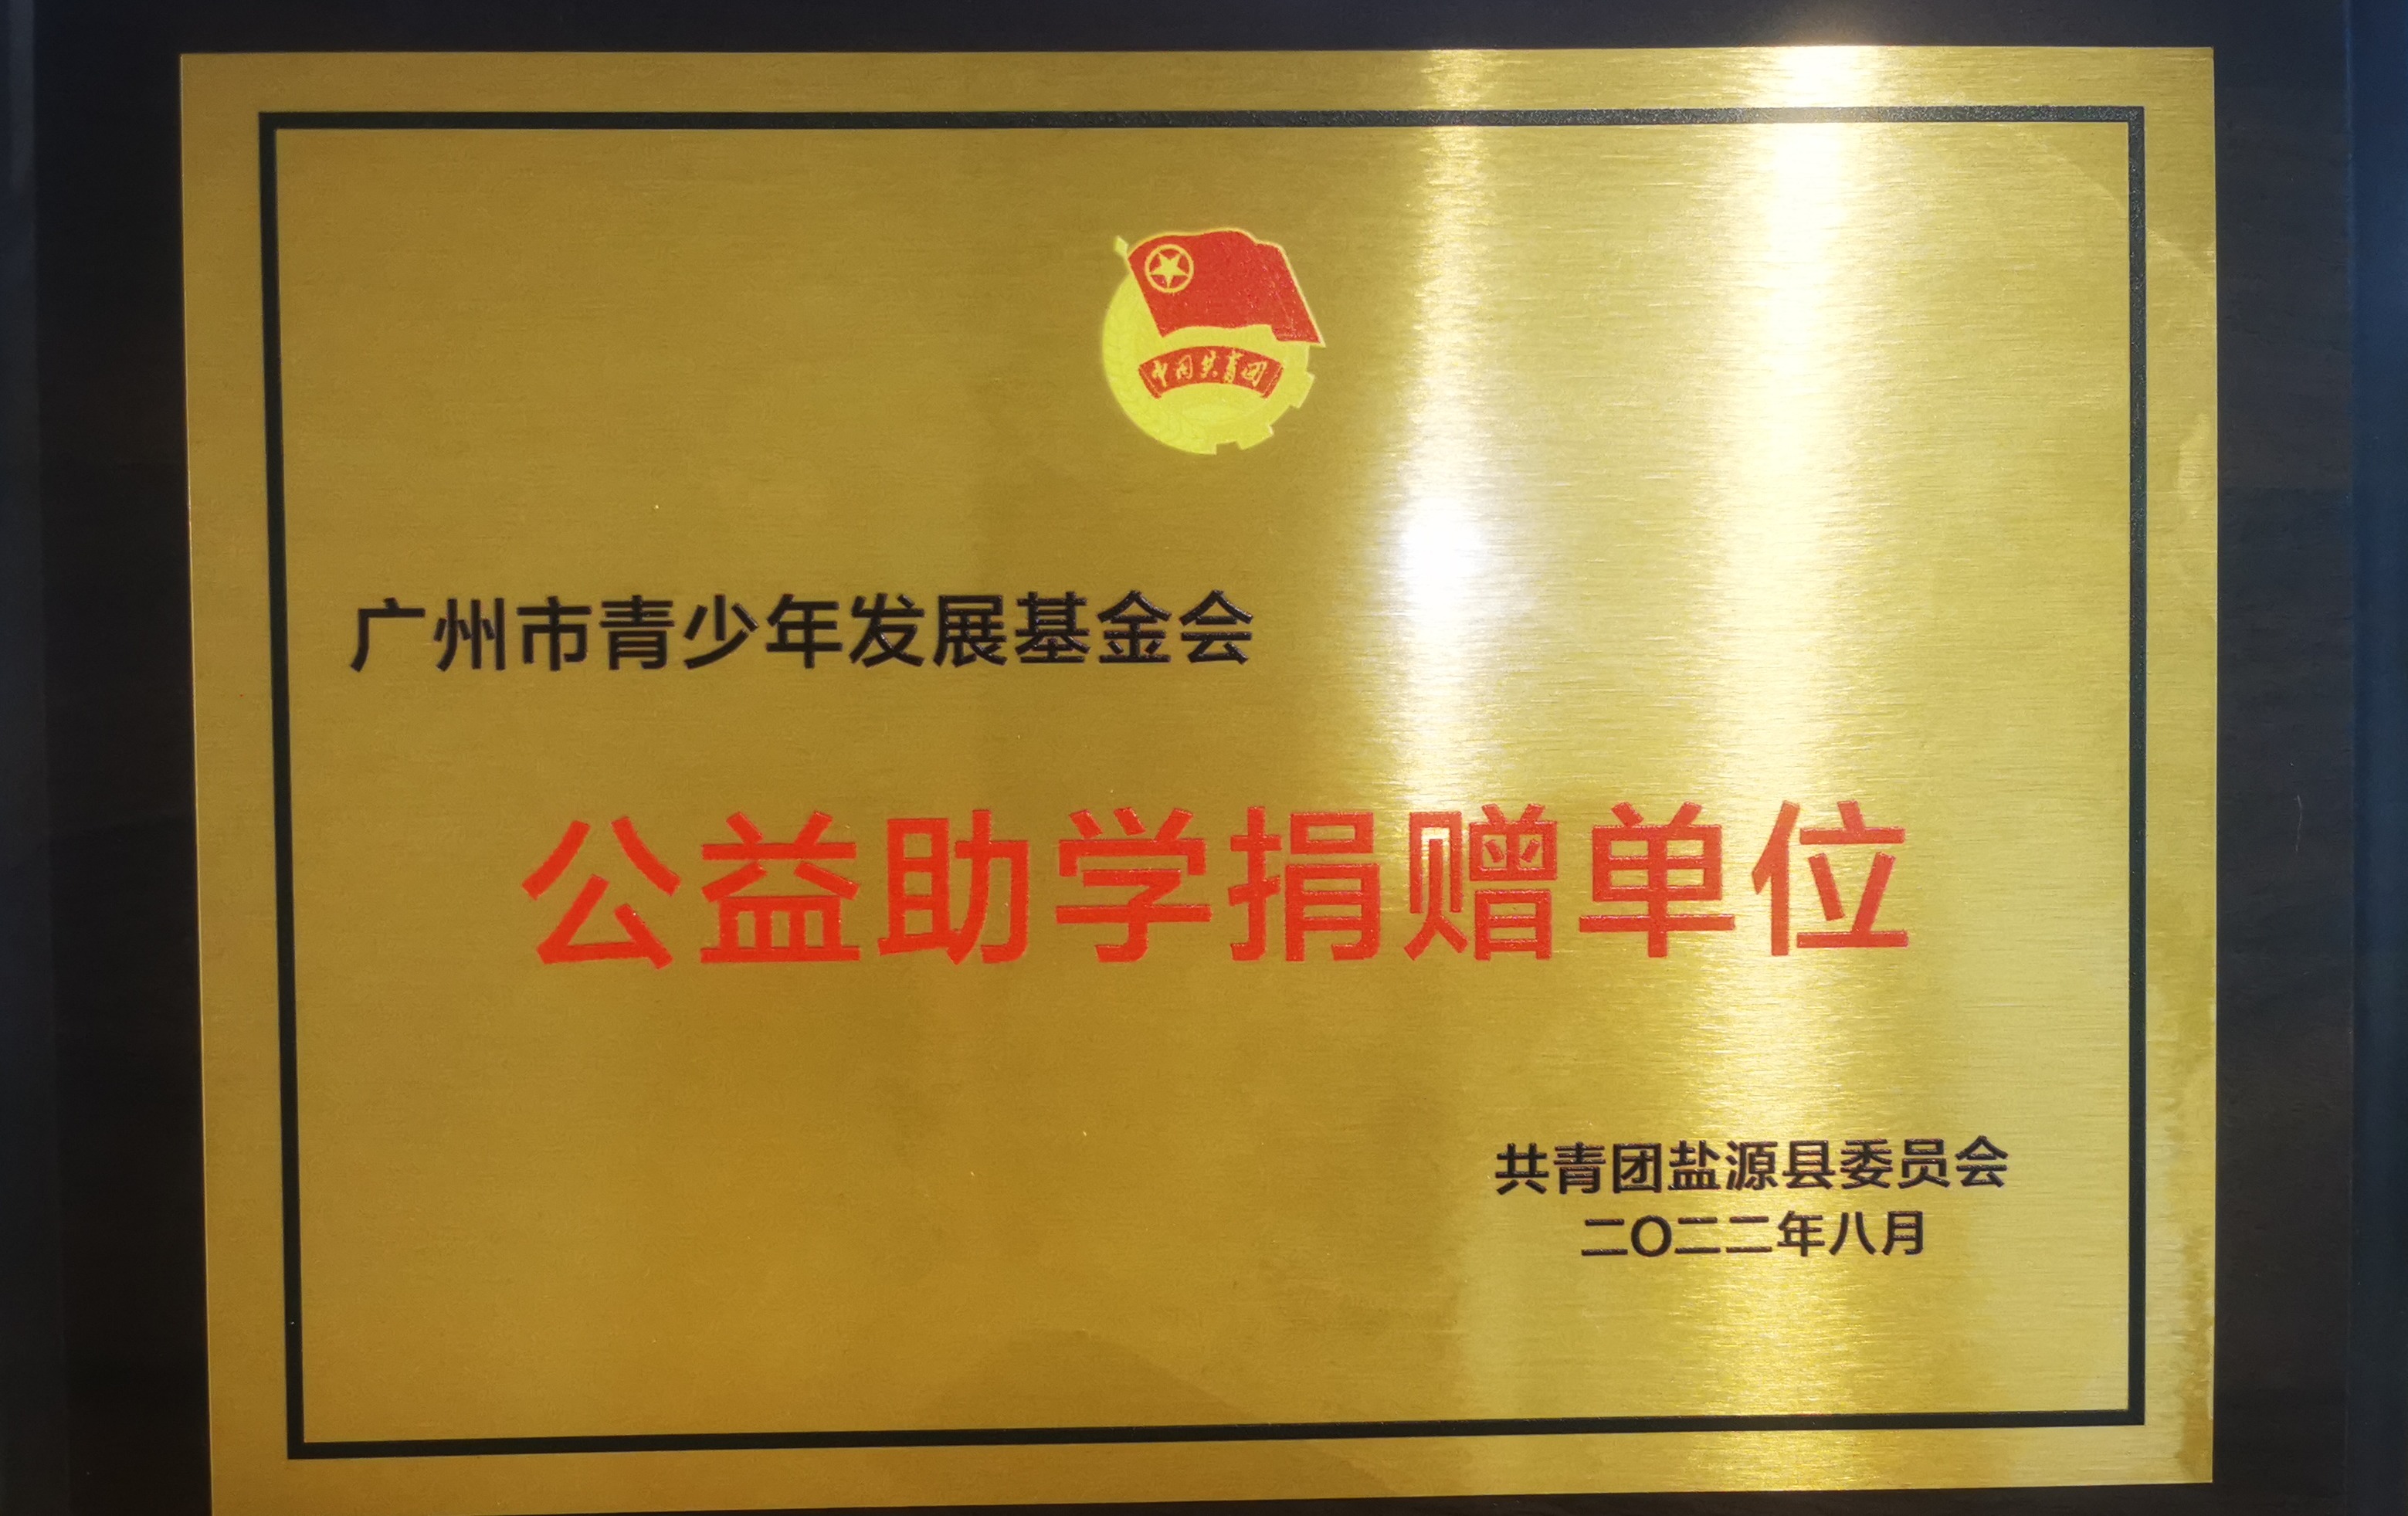 中国共青团
广州市青少年发展基金会
公益助学捐赠单位
共青团盐源县委员会
二〇二二年八月